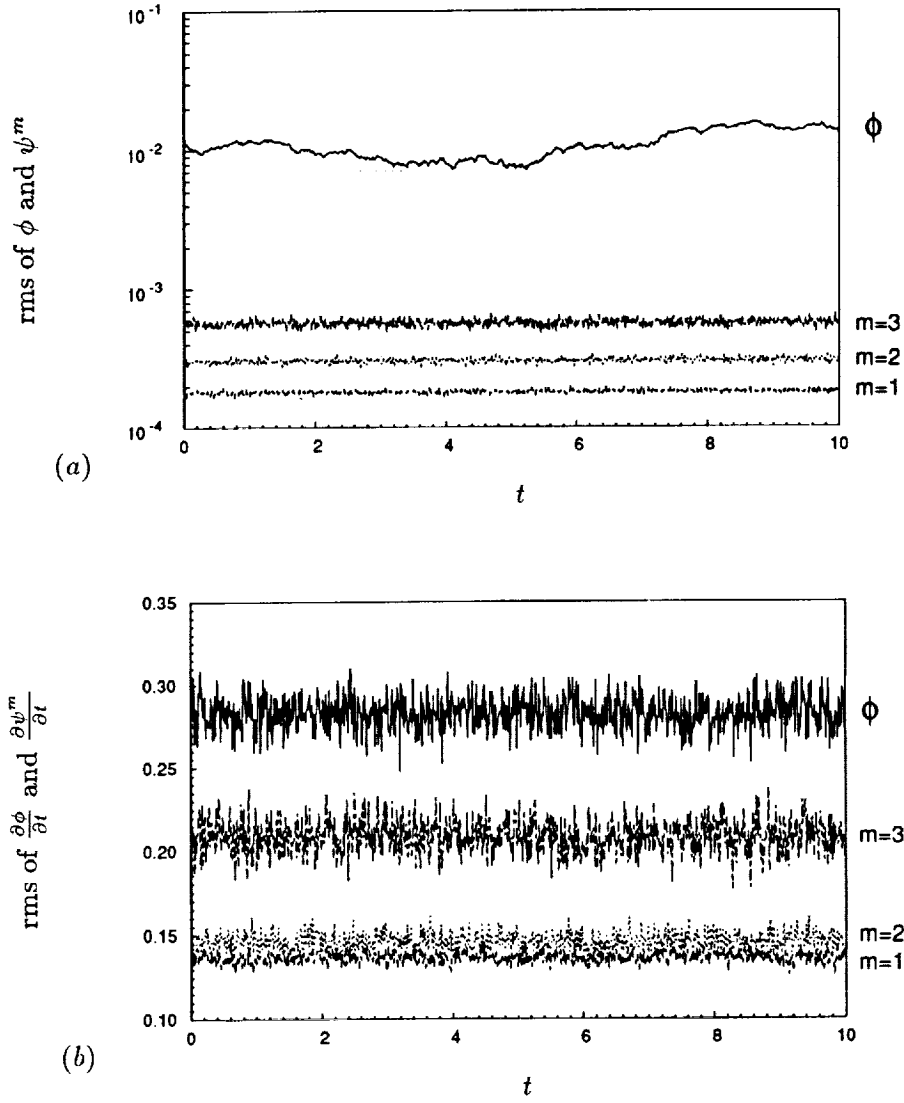 10^{-1}
10^{-2}
10^{-3}
10^{-4}
rms of ϕ and ψ^m
ϕ
m=3
m=2
m=1
0 2 4 6 8 10
(a)
t
0.35
0.30
0.25
0.20
0.15
0.10
rms of ∂ϕ/∂t and ∂ψ^m/∂t
ϕ
m=3
m=2
m=1
0 2 4 6 8 10
(b)
t